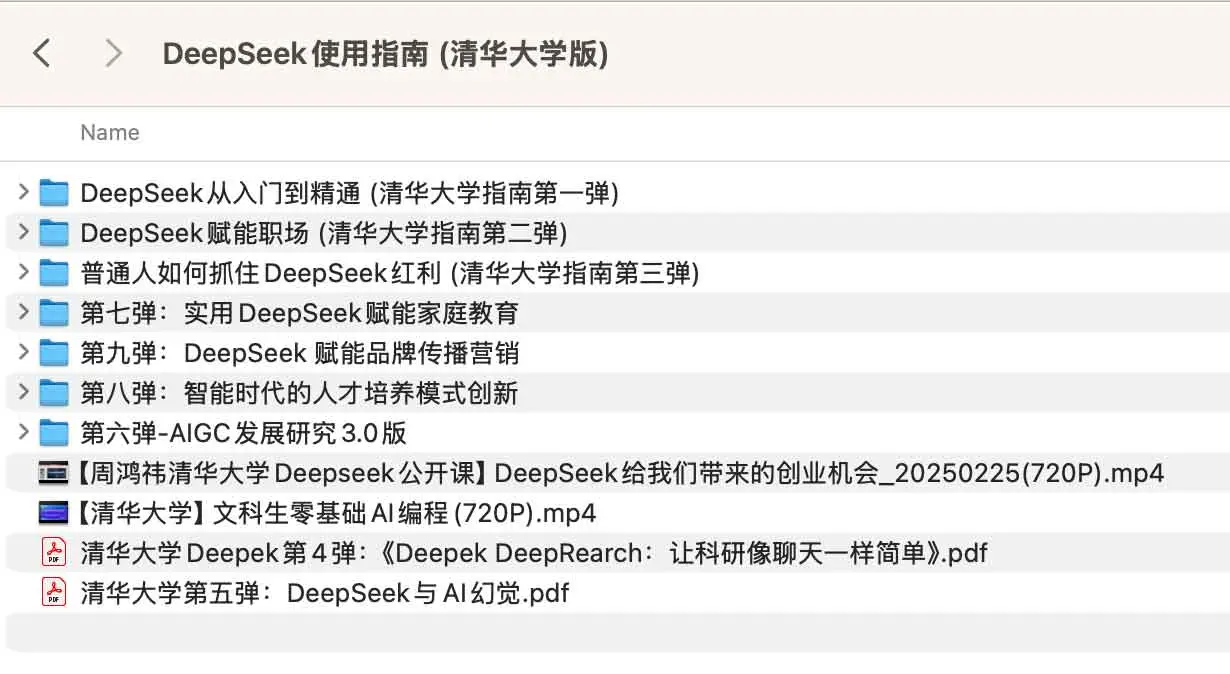 DeepSeek使用指南 (清华大学版)
Name
DeepSeek从入门到精通 (清华大学指南第一弹)
DeepSeek赋能职场 (清华大学指南第二弹)
普通人如何抓住DeepSeek红利 (清华大学指南第三弹)
第七弹：实用DeepSeek赋能家庭教育
第九弹：DeepSeek 赋能品牌传播营销
第八弹：智能时代的人才培养模式创新
第六弹-AIGC发展研究3.0版
【周鸿祎清华大学Deepseek公开课】DeepSeek给我们带来的创业机会_20250225(720P).mp4
【清华大学】文科生零基础AI编程(720P).mp4
清华大学Deepek第4弹：《Deepek DeepRearch：让科研像聊天一样简单》.pdf
清华大学第五弹：DeepSeek与AI幻觉.pdf